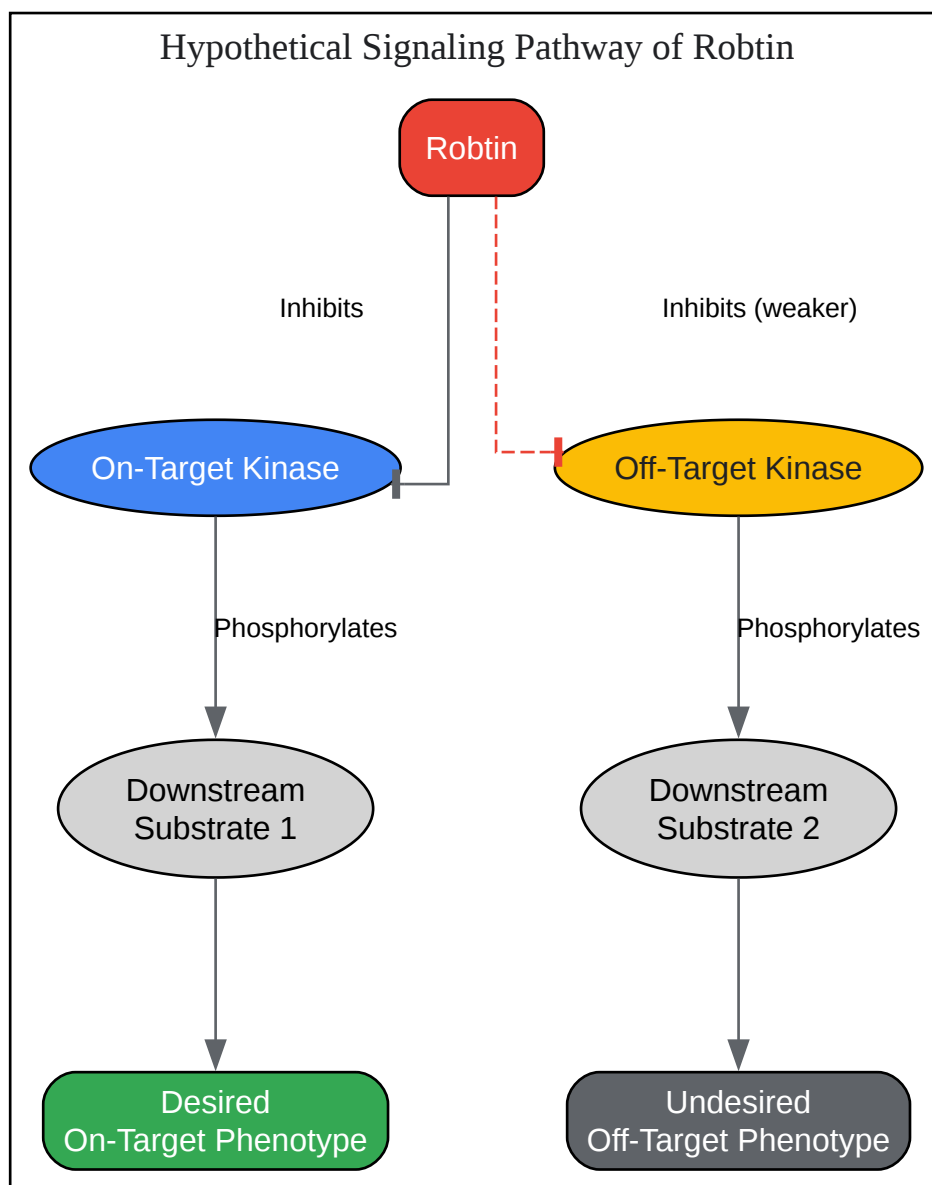 Hypothetical Signaling Pathway of Robtin
Robtin
Inhibits
Inhibits (weaker)
On-Target Kinase
Off-Target Kinase
Phosphorylates
Phosphorylates
Downstream
Substrate 1
Downstream
Substrate 2
Desired
On-Target Phenotype
Undesired
Off-Target Phenotype